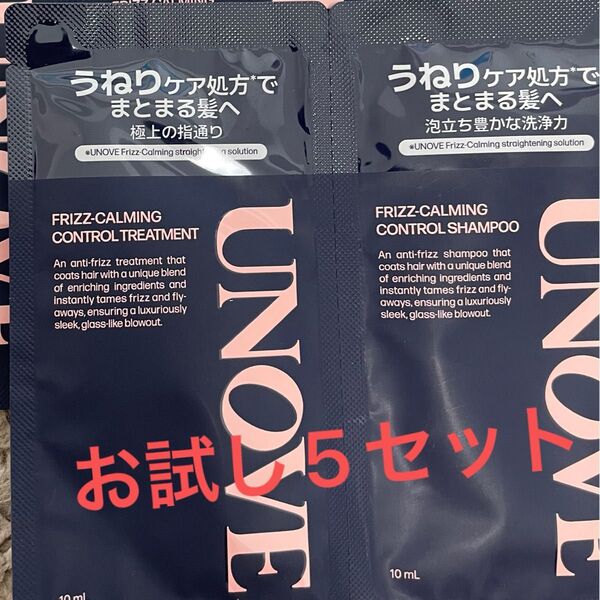 FRIZZ-CALMING
うねりケア処方*で
まとまる髪へ
極上の指通り
※UNOVE Frizz-Calming straightening solution
FRIZZ-CALMING
CONTROL TREATMENT
An anti-frizz treatment that
coats hair with a unique blend
of enriching ingredients and
instantly tames frizz and fly-
aways, ensuring a luxuriously
sleek, glass-like blowout.
UNOVE
10 mL
うねりケア処方*で
まとまる髪へ
泡立ち豊かな洗浄力
※UNOVE Frizz-Calming straightening solution
FRIZZ-CALMING
CONTROL SHAMPOO
An anti-frizz shampoo that
coats hair with a unique blend
of enriching ingredients and
instantly tames frizz and fly-
aways, ensuring a luxuriously
sleek, glass-like blowout.
UNOVE
10 mL
お試し５セット